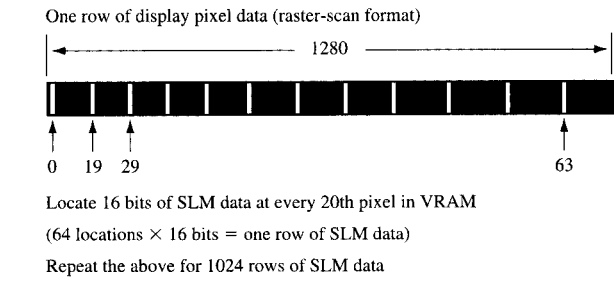 One row of display pixel data (raster-scan format)
1280
0 19 29 63
Locate 16 bits of SLM data at every 20th pixel in VRAM
(64 locations × 16 bits = one row of SLM data)
Repeat the above for 1024 rows of SLM data